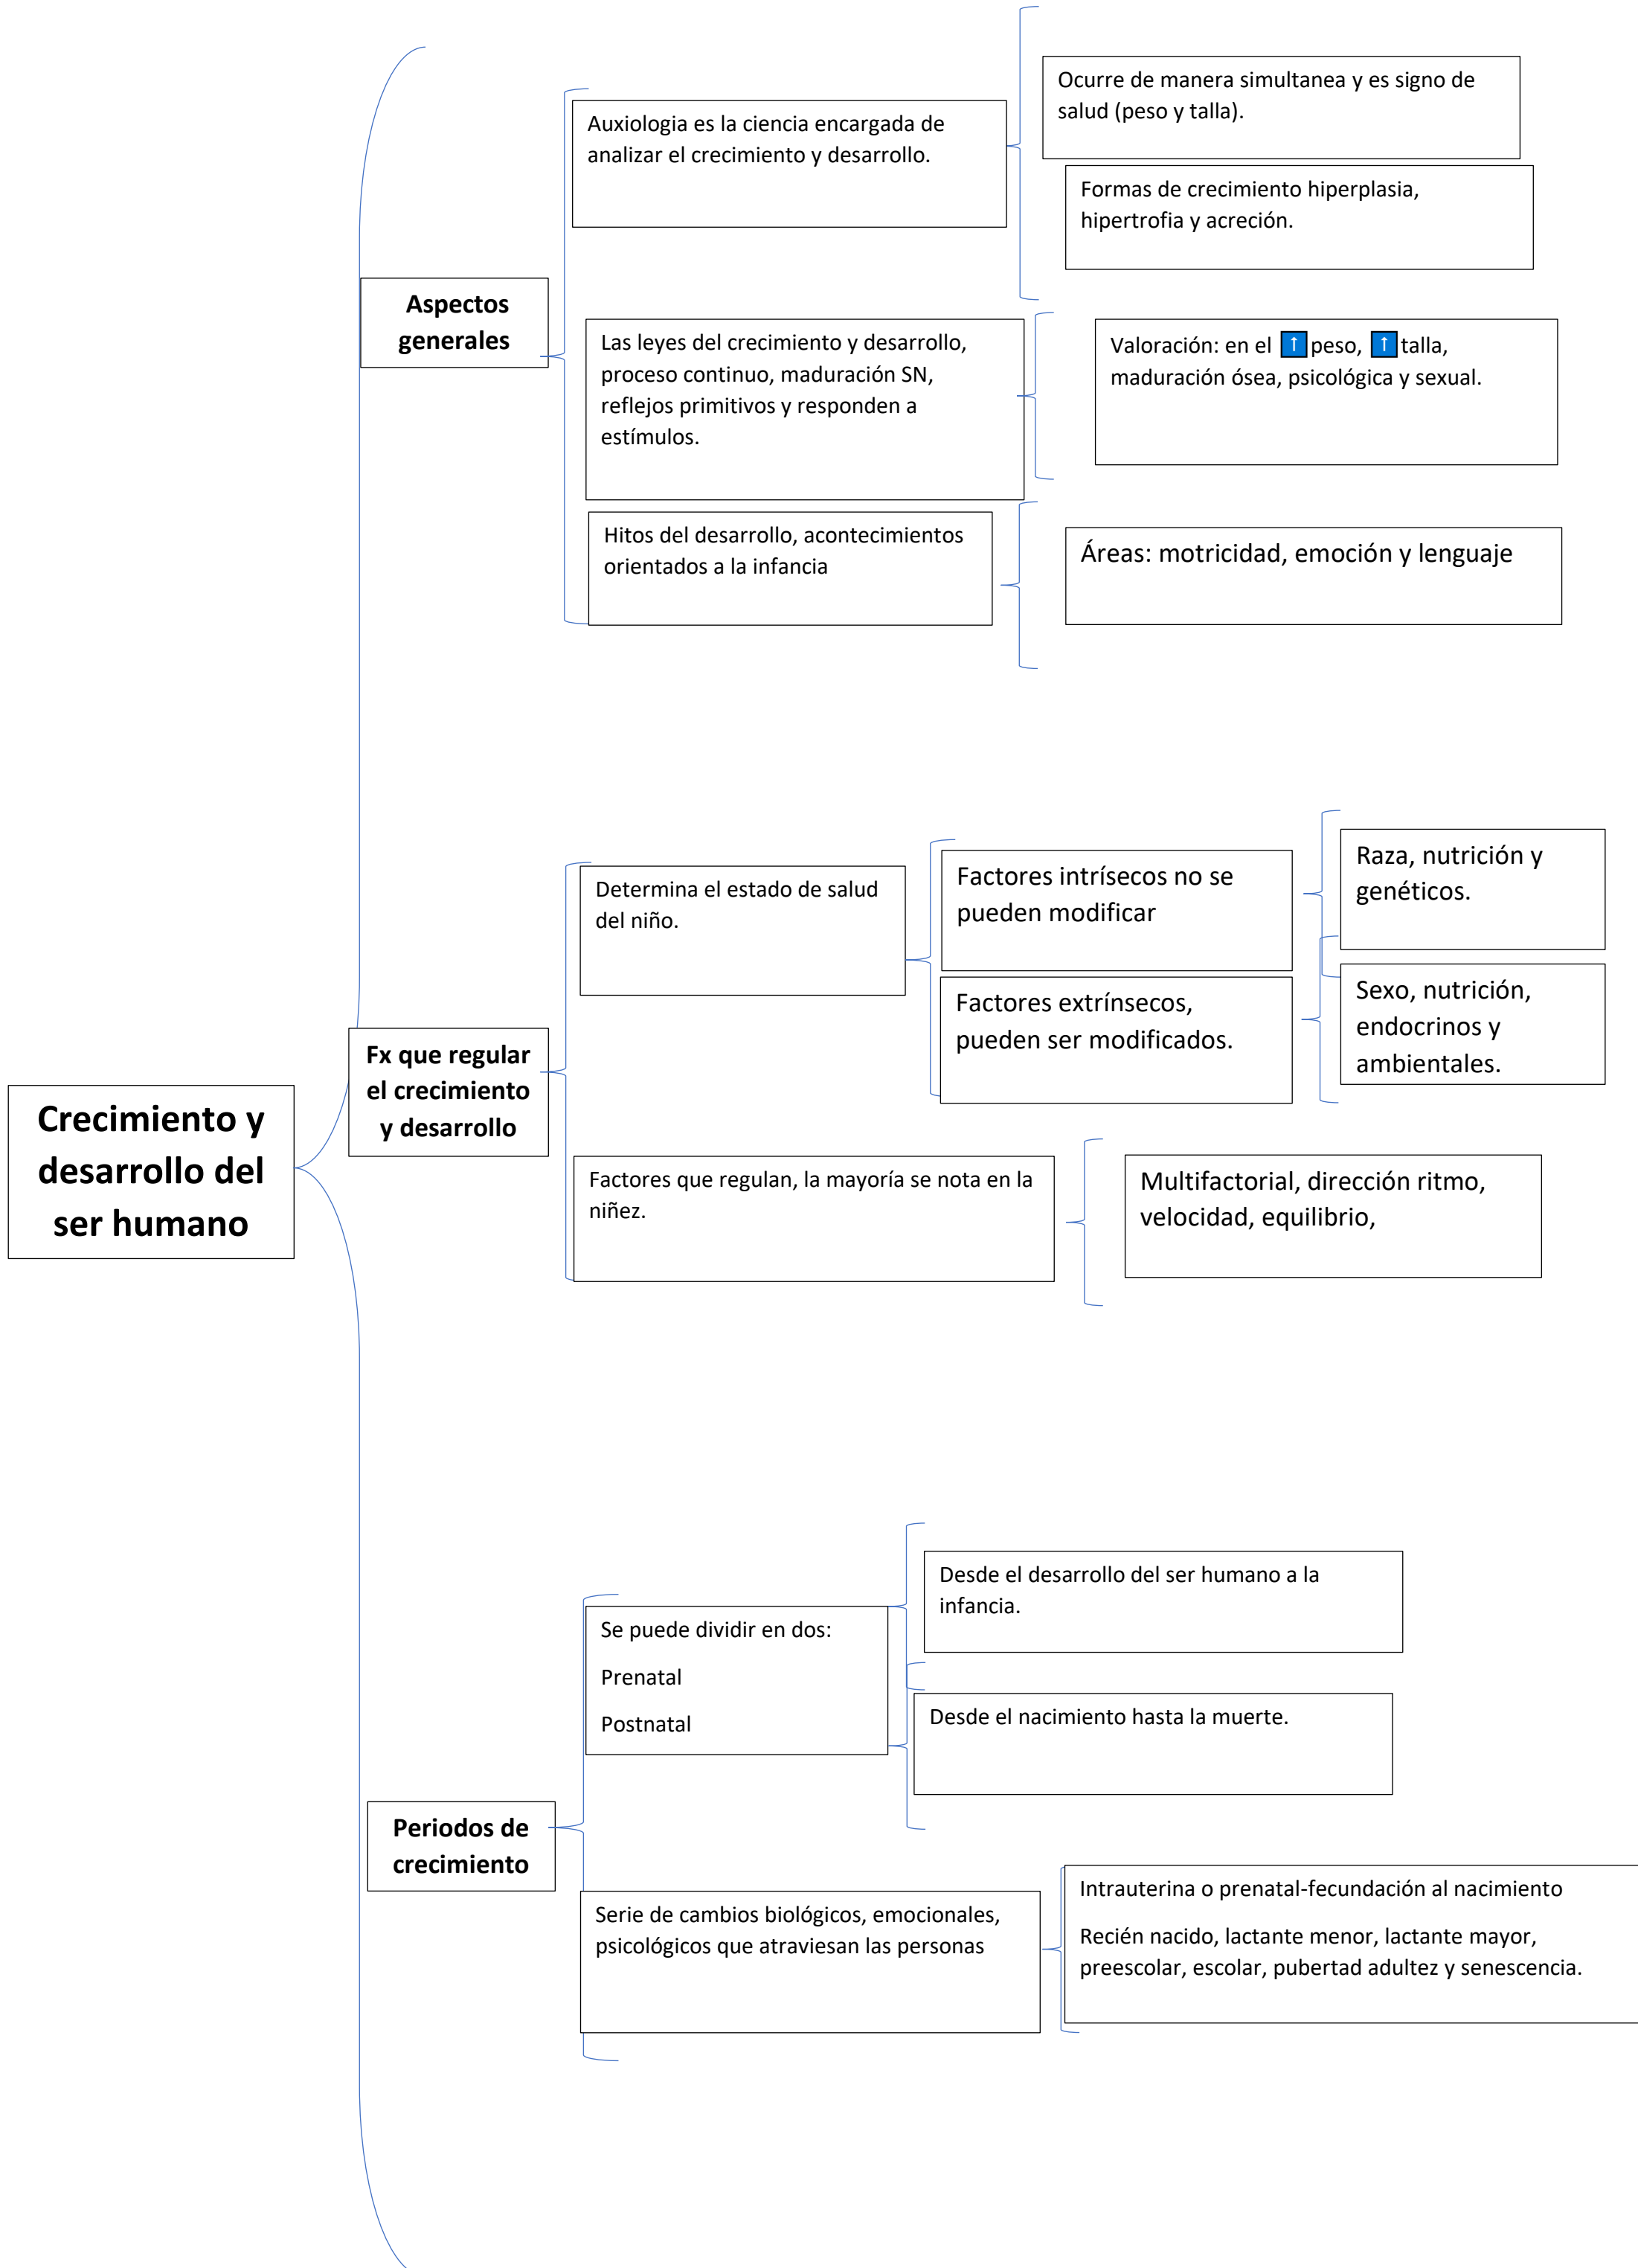 Crecimiento y
desarrollo del
ser humano
Aspectos
generales
Auxiologia es la ciencia encargada de
analizar el crecimiento y desarrollo.
Ocurre de manera simultanea y es signo de
salud (peso y talla).
Formas de crecimiento hiperplasia,
hipertrofia y acreción.
Las leyes del crecimiento y desarrollo,
proceso continuo, maduración SN,
reflejos primitivos y responden a
estímulos.
Valoración: en el ↑ peso, ↑ talla,
maduración ósea, psicológica y sexual.
Hitos del desarrollo, acontecimientos
orientados a la infancia
Áreas: motricidad, emoción y lenguaje
Fx que regular
el crecimiento
y desarrollo
Determina el estado de salud
del niño.
Factores intrísecos no se
pueden modificar
Raza, nutrición y
genéticos.
Factores extrínsecos,
pueden ser modificados.
Sexo, nutrición,
endocrinos y
ambientales.
Factores que regulan, la mayoría se nota en la
niñez.
Multifactorial, dirección ritmo,
velocidad, equilibrio,
Periodos de
crecimiento
Se puede dividir en dos:
Prenatal
Postnatal
Desde el desarrollo del ser humano a la
infancia.
Desde el nacimiento hasta la muerte.
Serie de cambios biológicos, emocionales,
psicológicos que atraviesan las personas
Intrauterina o prenatal-fecundación al nacimiento
Recién nacido, lactante menor, lactante mayor,
preescolar, escolar, pubertad adultez y senescencia.